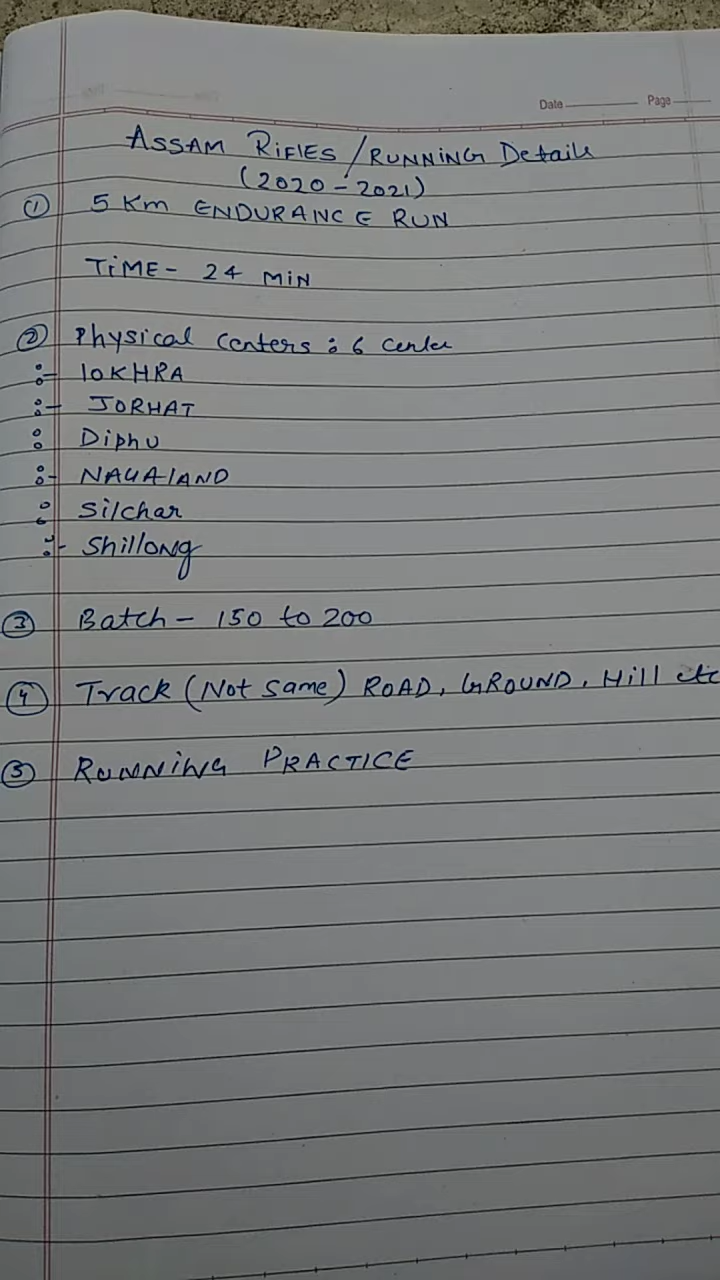 Date Page
ASSAM RIFlES / RUNNING Details
(2020-2021)
① 5 Km ENDURANCE RUN
TiME - 24 MiN
② Physical Centers : 6 Center
:- lOKHRA
:- JORHAT
: Diphu
:- NAGAlAND
: Silchar
:- Shillong
③ Batch - 150 to 200
④ Track (Not Same) ROAD, GROUND, Hill etc
⑤ RUNNiNG PRACTICE